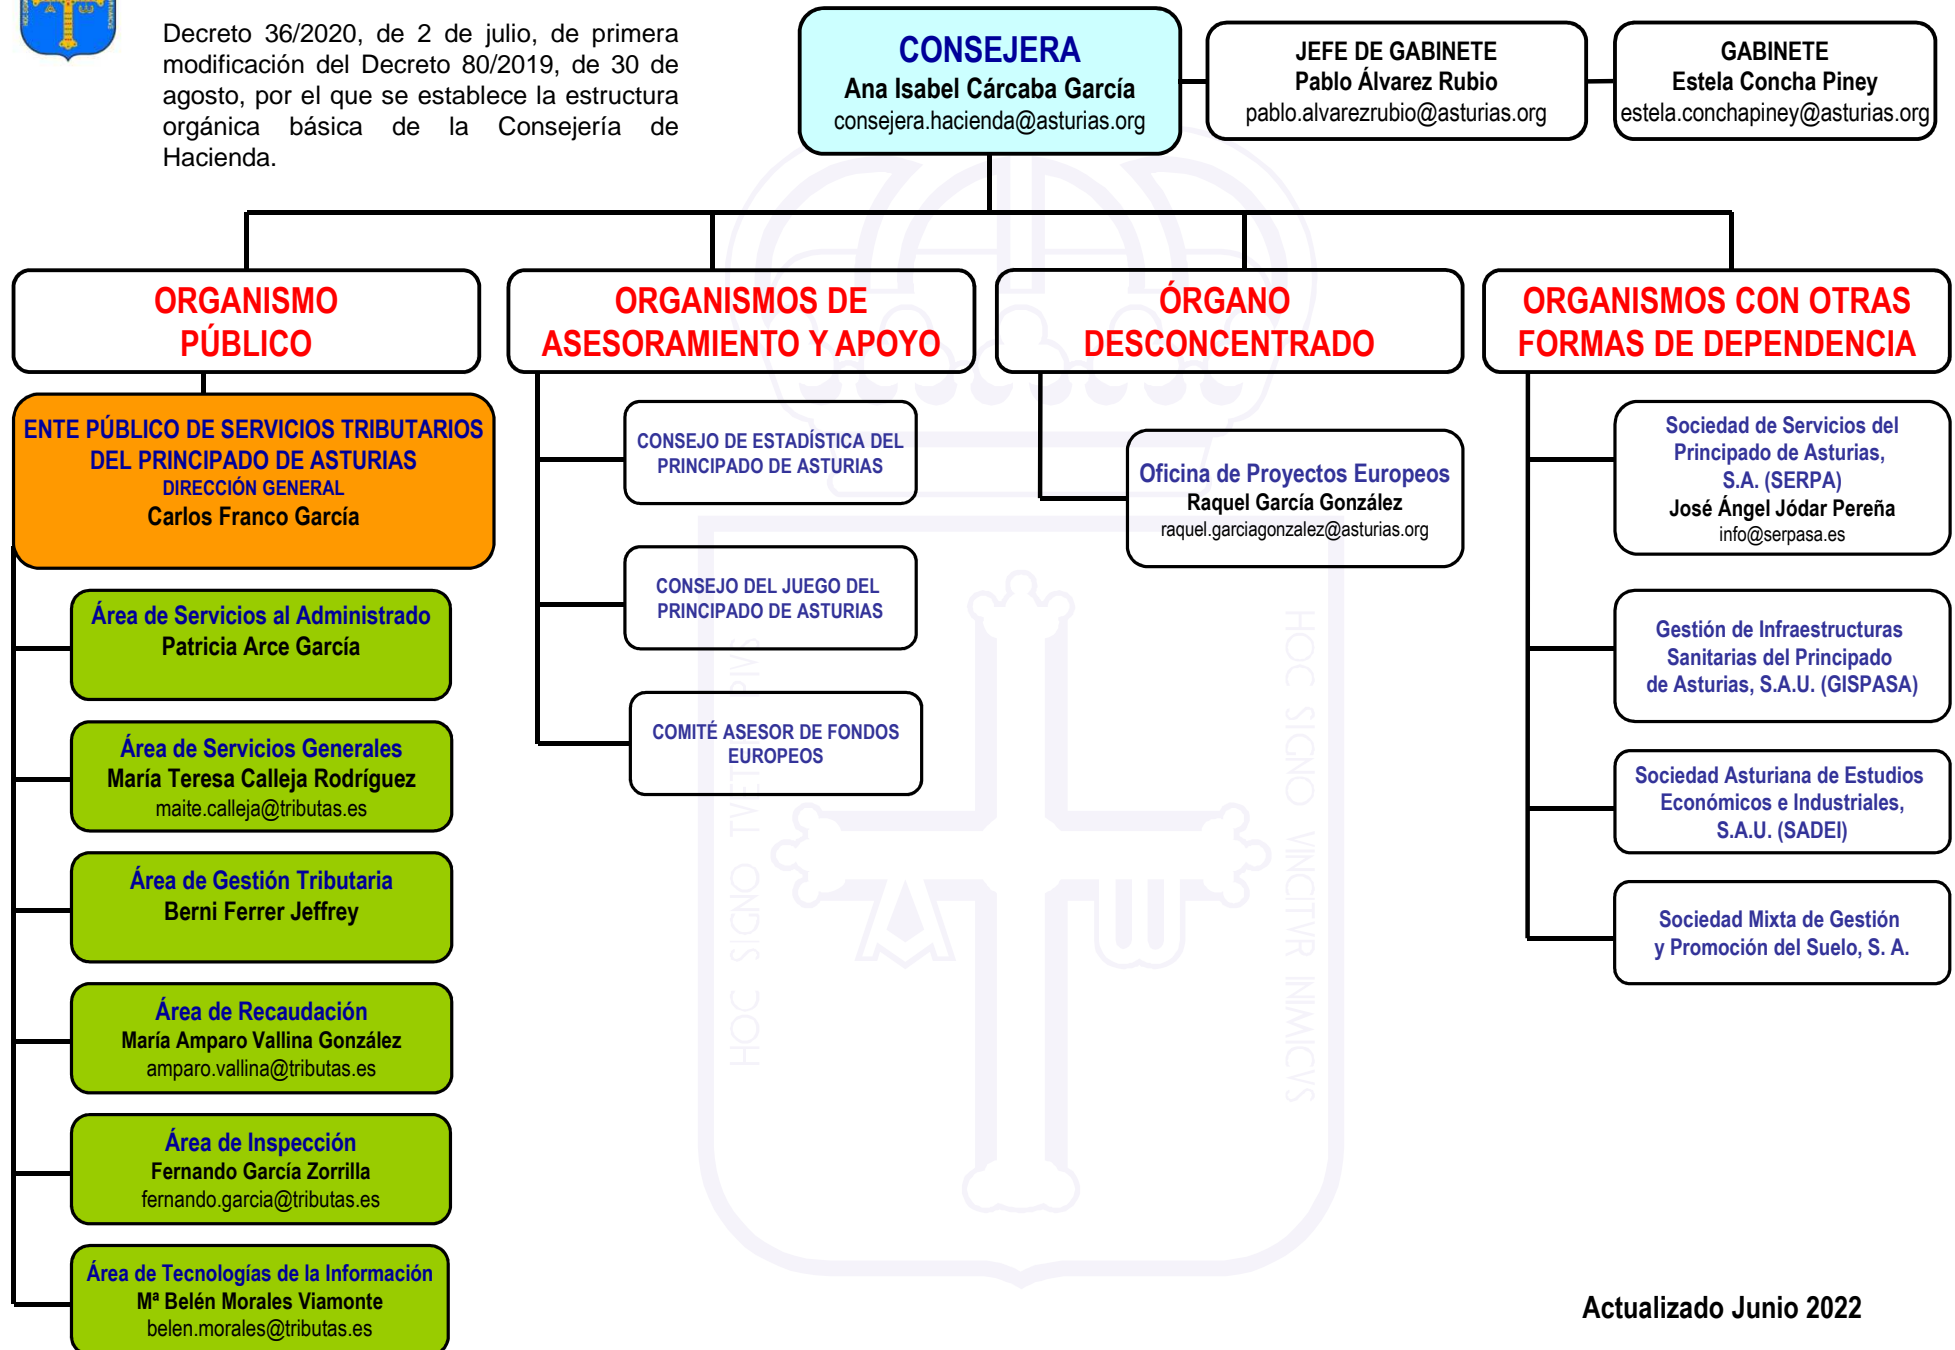 Decreto 36/2020, de 2 de julio, de primera
modificación del Decreto 80/2019, de 30 de
agosto, por el que se establece la estructura
orgánica básica de la Consejería de
Hacienda.
CONSEJERA
Ana Isabel Cárcaba García
consejera.hacienda@asturias.org
JEFE DE GABINETE
Pablo Álvarez Rubio
pablo.alvarezrubio@asturias.org
GABINETE
Estela Concha Piney
estela.conchapiney@asturias.org
ORGANISMO
PÚBLICO
ENTE PÚBLICO DE SERVICIOS TRIBUTARIOS
DEL PRINCIPADO DE ASTURIAS
DIRECCIÓN GENERAL
Carlos Franco García
Área de Servicios al Administrado
Patricia Arce García
Área de Servicios Generales
María Teresa Calleja Rodríguez
maite.calleja@tributas.es
Área de Gestión Tributaria
Berni Ferrer Jeffrey
Área de Recaudación
María Amparo Vallina González
amparo.vallina@tributas.es
Área de Inspección
Fernando García Zorrilla
fernando.garcia@tributas.es
Área de Tecnologías de la Información
Mª Belén Morales Viamonte
belen.morales@tributas.es
ORGANISMOS DE
ASESORAMIENTO Y APOYO
CONSEJO DE ESTADÍSTICA DEL
PRINCIPADO DE ASTURIAS
CONSEJO DEL JUEGO DEL
PRINCIPADO DE ASTURIAS
COMITÉ ASESOR DE FONDOS
EUROPEOS
ÓRGANO
DESCONCENTRADO
Oficina de Proyectos Europeos
Raquel García González
raquel.garciagonzalez@asturias.org
ORGANISMOS CON OTRAS
FORMAS DE DEPENDENCIA
Sociedad de Servicios del
Principado de Asturias,
S.A. (SERPA)
José Ángel Jódar Pereña
info@serpasa.es
Gestión de Infraestructuras
Sanitarias del Principado
de Asturias, S.A.U. (GISPASA)
Sociedad Asturiana de Estudios
Económicos e Industriales,
S.A.U. (SADEI)
Sociedad Mixta de Gestión
y Promoción del Suelo, S. A.
HOC SIGNO TVETVR PIVS
HOC SIGNO VINCITVR INIMICVS
Actualizado Junio 2022